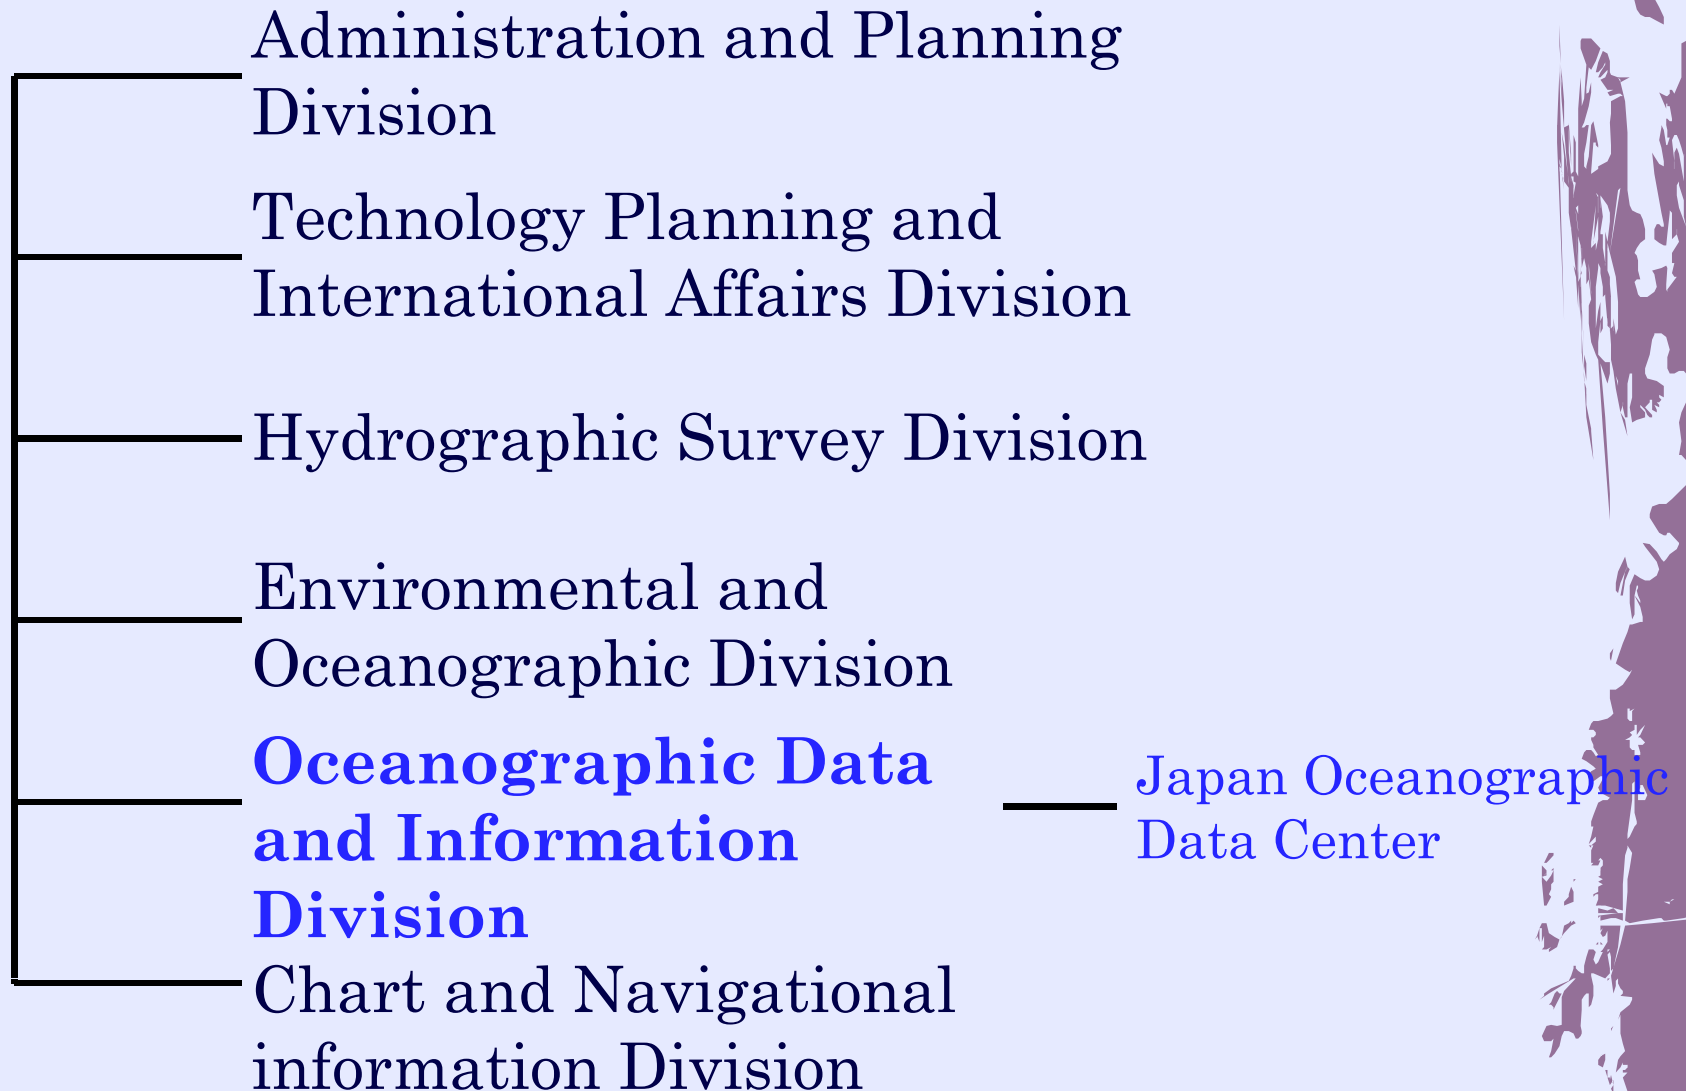 Administration and Planning
Division
Technology Planning and
International Affairs Division
Hydrographic Survey Division
Environmental and
Oceanographic Division
Oceanographic Data
and Information
Division
Japan Oceanographic
Data Center
Chart and Navigational
information Division